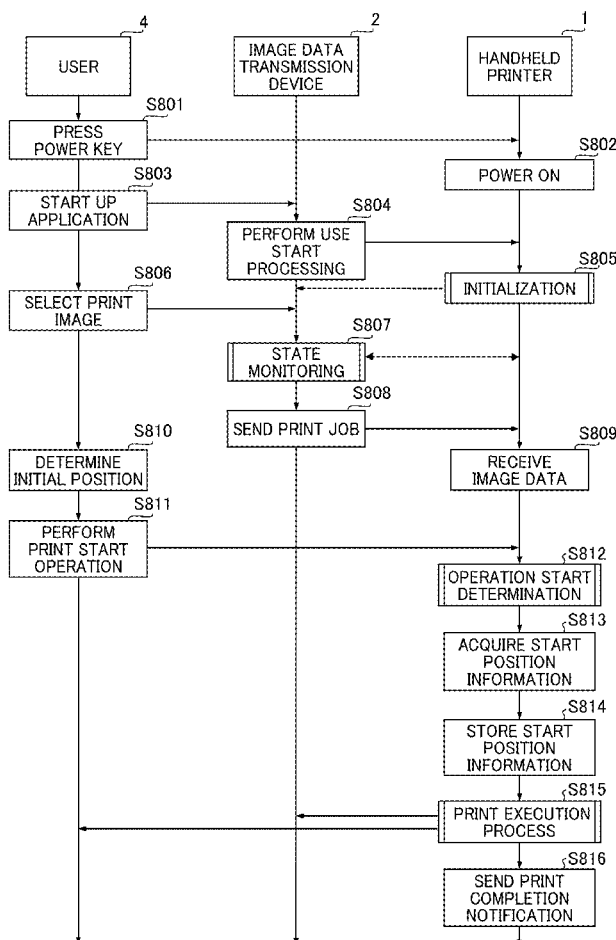 4
2
1
USER
IMAGE DATA
TRANSMISSION
DEVICE
HANDHELD
PRINTER
S801
PRESS
POWER KEY
S802
POWER ON
S803
START UP
APPLICATION
S804
PERFORM USE
START
PROCESSING
S805
INITIALIZATION
S806
SELECT PRINT
IMAGE
S807
STATE
MONITORING
S808
SEND PRINT JOB
S809
RECEIVE
IMAGE DATA
S810
DETERMINE
INITIAL POSITION
S811
PERFORM
PRINT START
OPERATION
S812
OPERATION START
DETERMINATION
S813
ACQUIRE START
POSITION
INFORMATION
S814
STORE START
POSITION
INFORMATION
S815
PRINT EXECUTION
PROCESS
S816
SEND PRINT
COMPLETION
NOTIFICATION